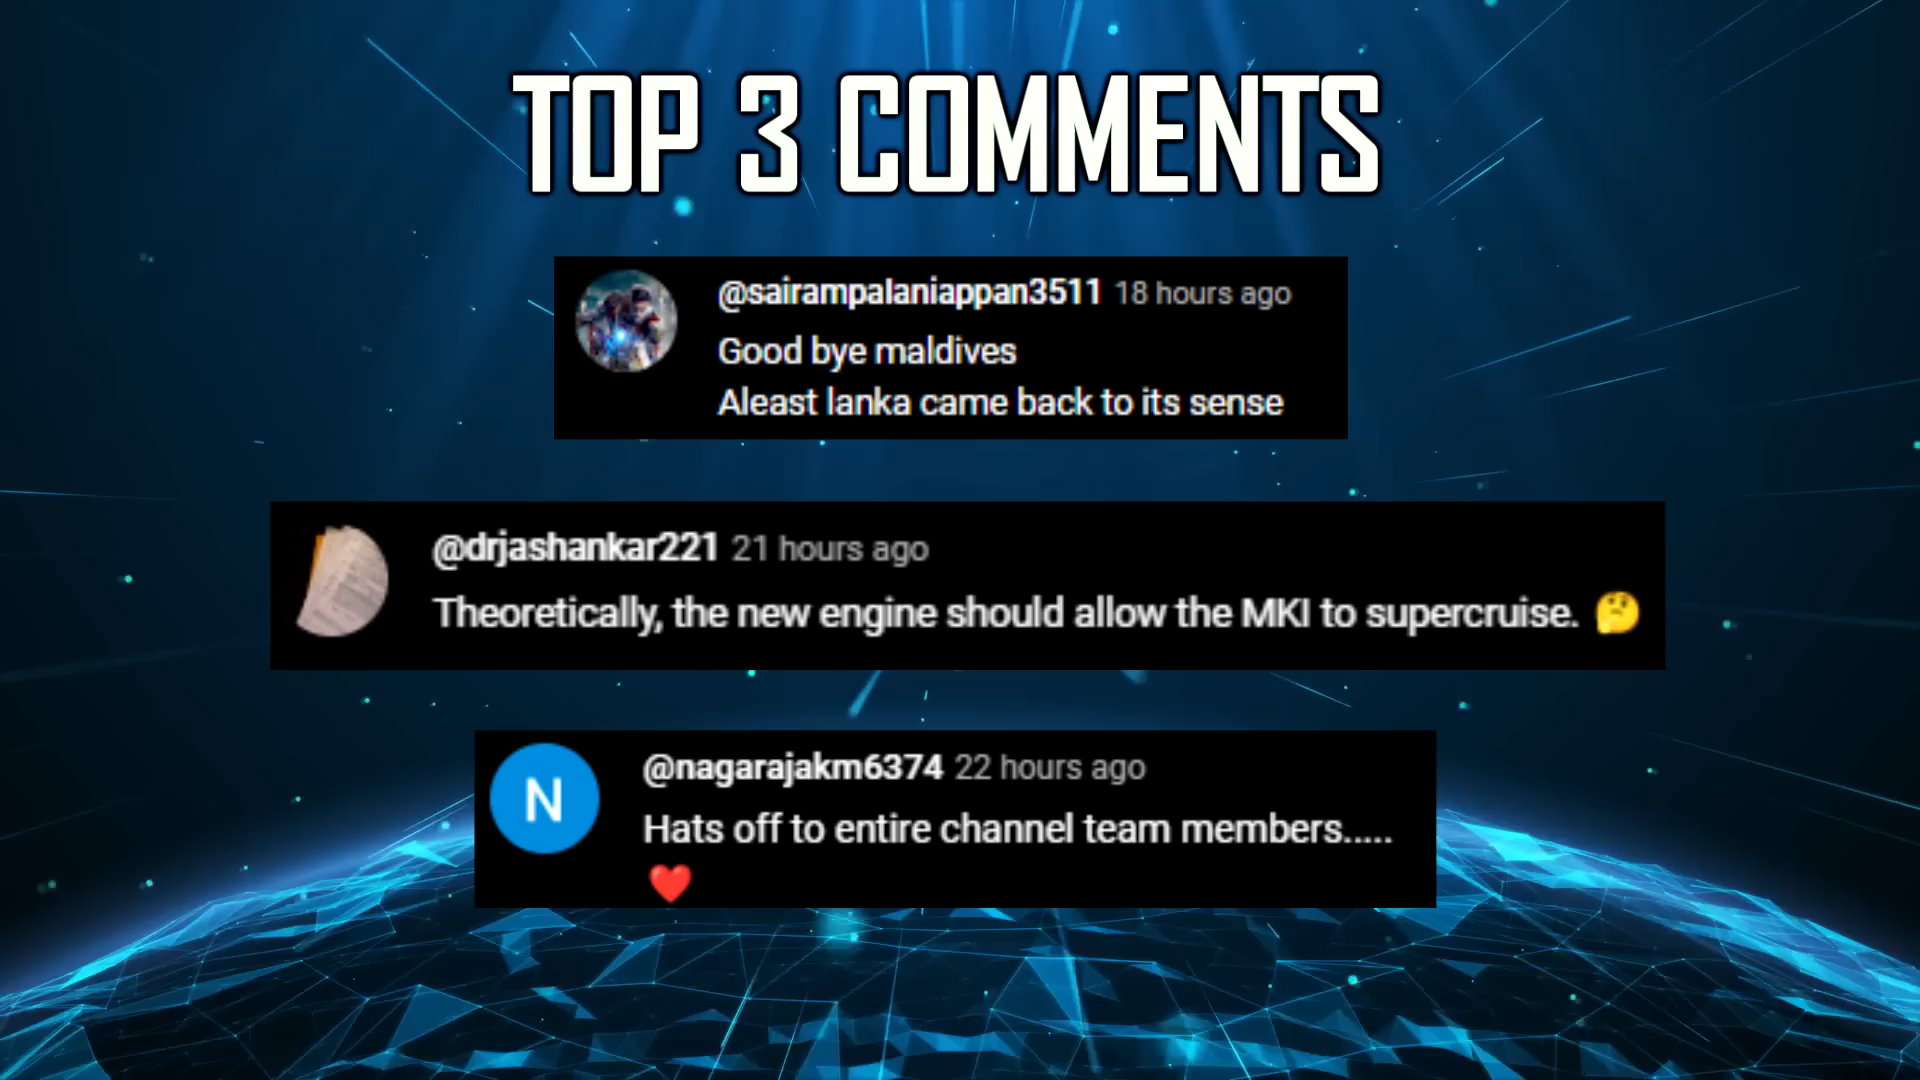 TOP 3 COMMENTS
@sairampalaniappan3511 18 hours ago
Good bye maldives
Aleast lanka came back to its sense
@drjashankar221 21 hours ago
Theoretically, the new engine should allow the MKI to supercruise. 🤔
N
@nagarajakm6374 22 hours ago
Hats off to entire channel team members.....
❤️